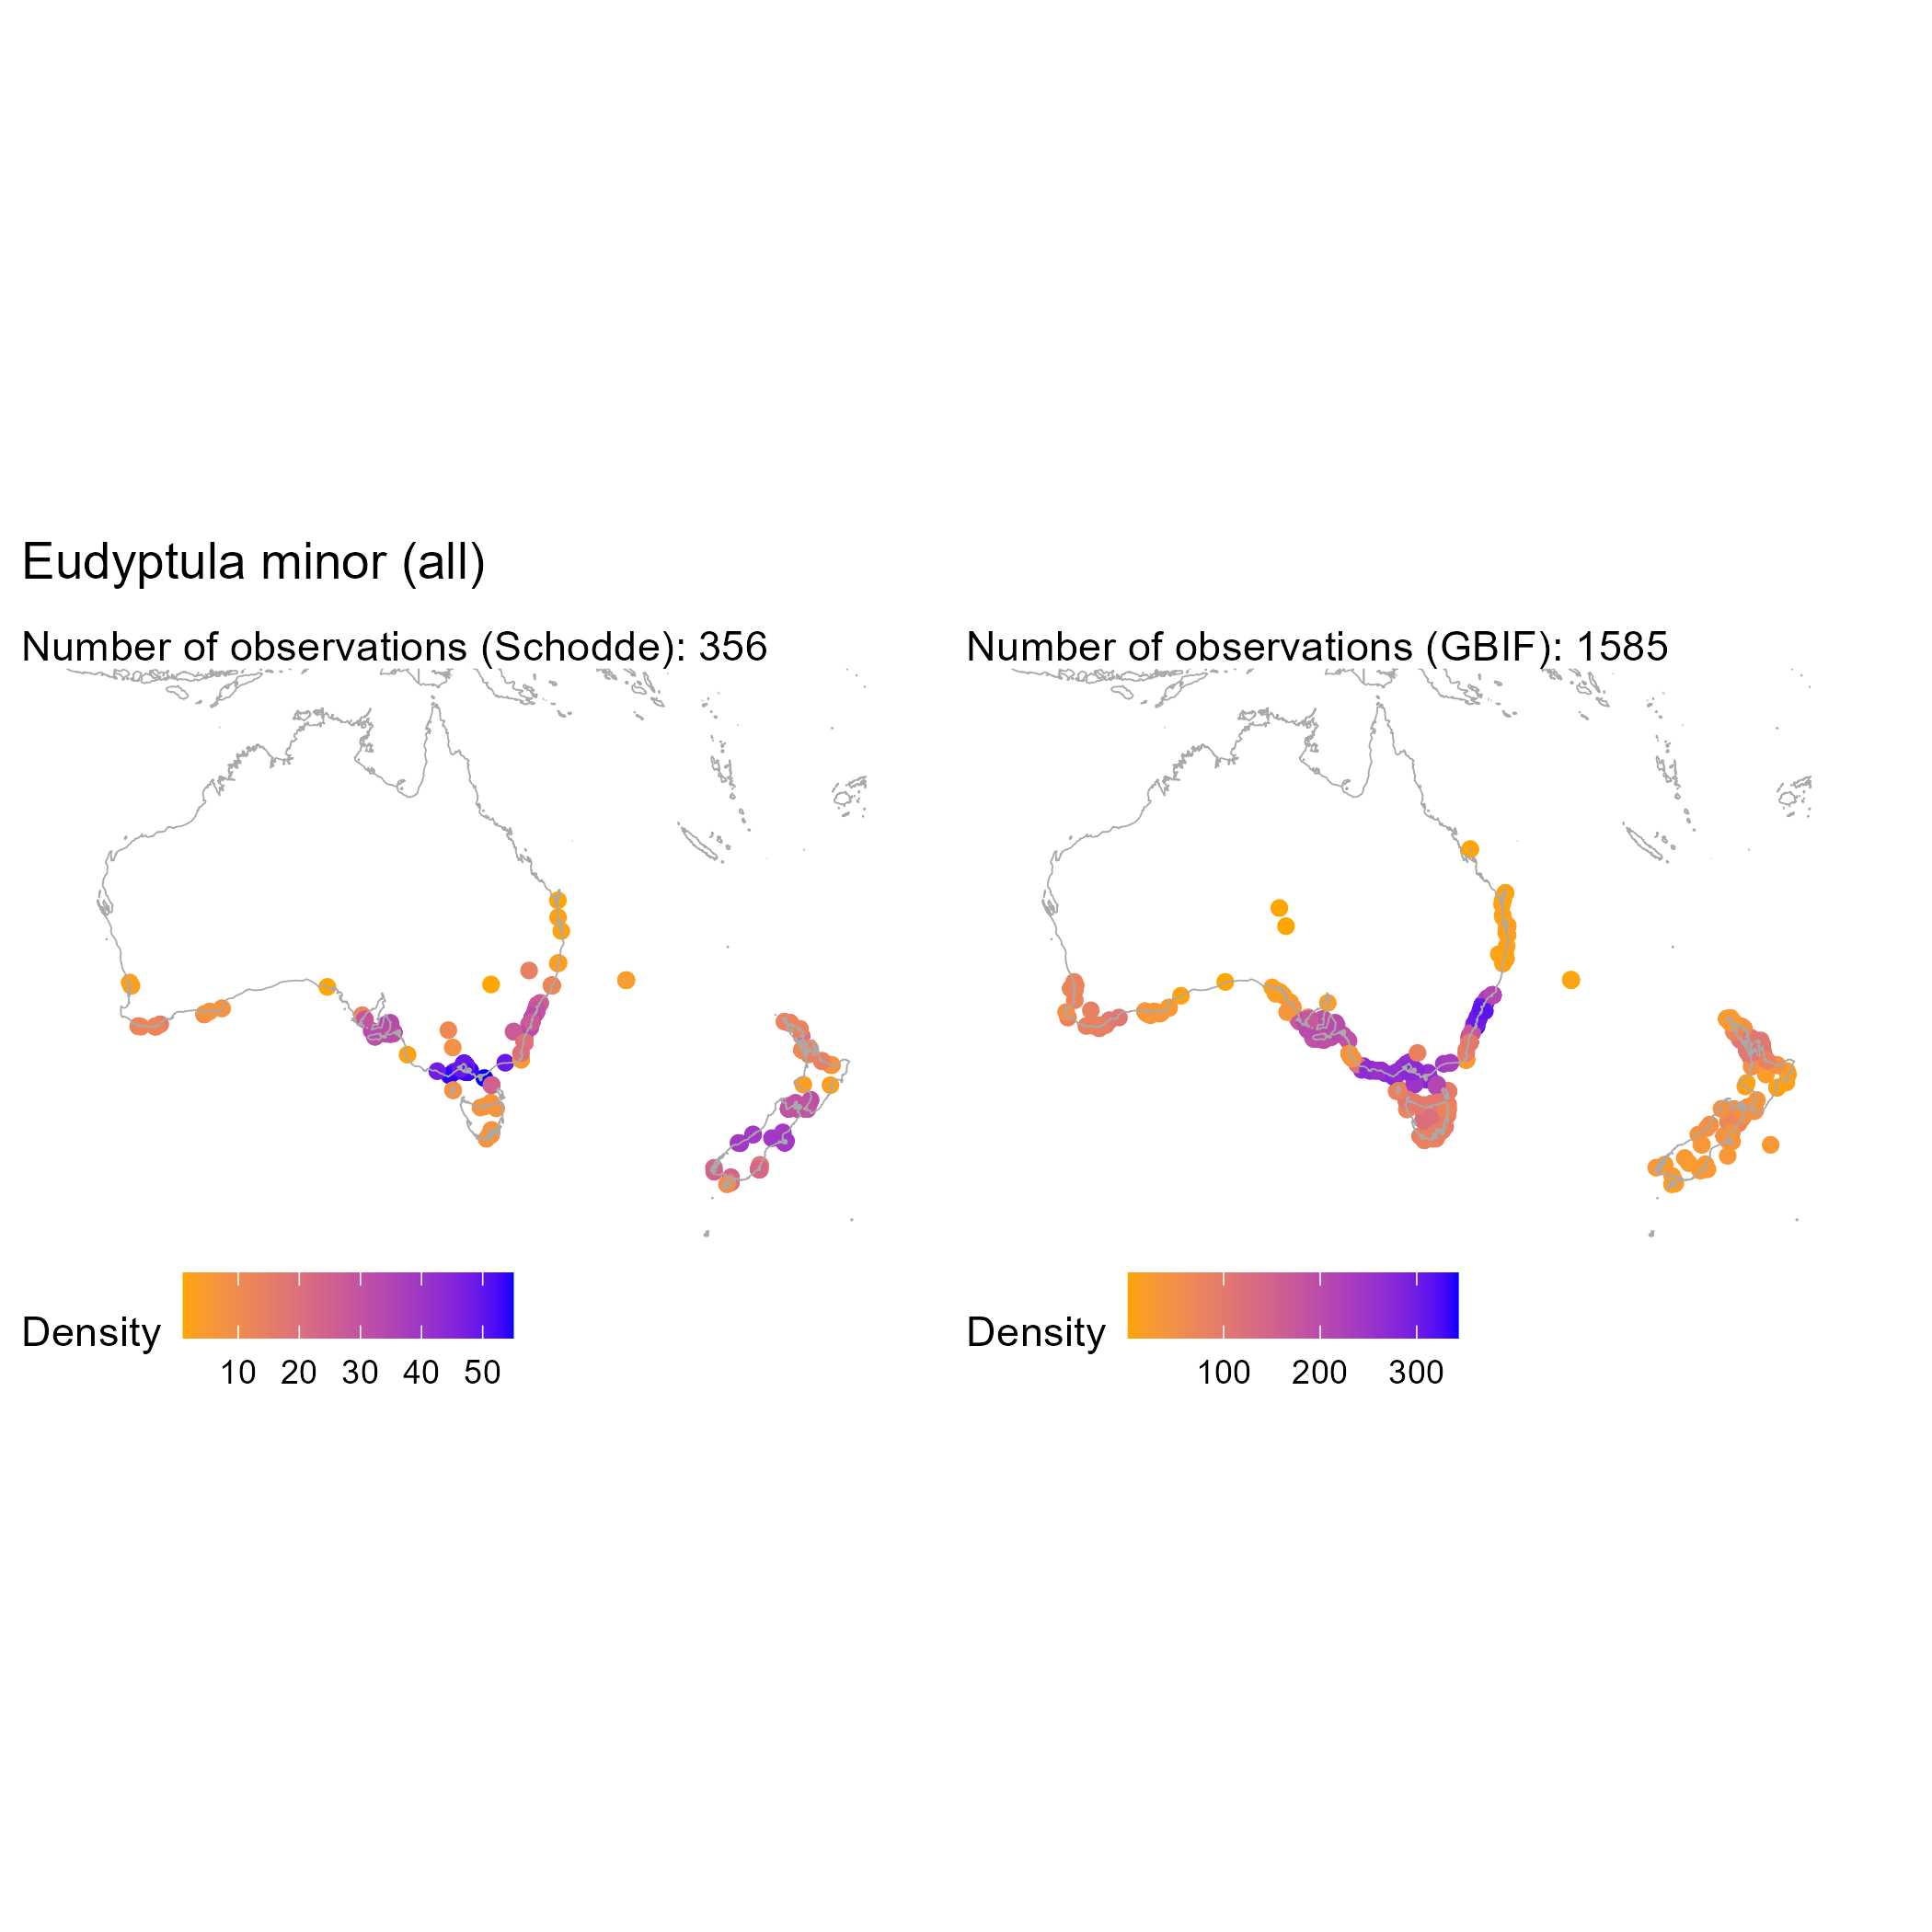 Eudyptula minor (all)
Number of observations (Schodde): 356
Number of observations (GBIF): 1585
Density
10 20 30 40 50
Density
100 200 300